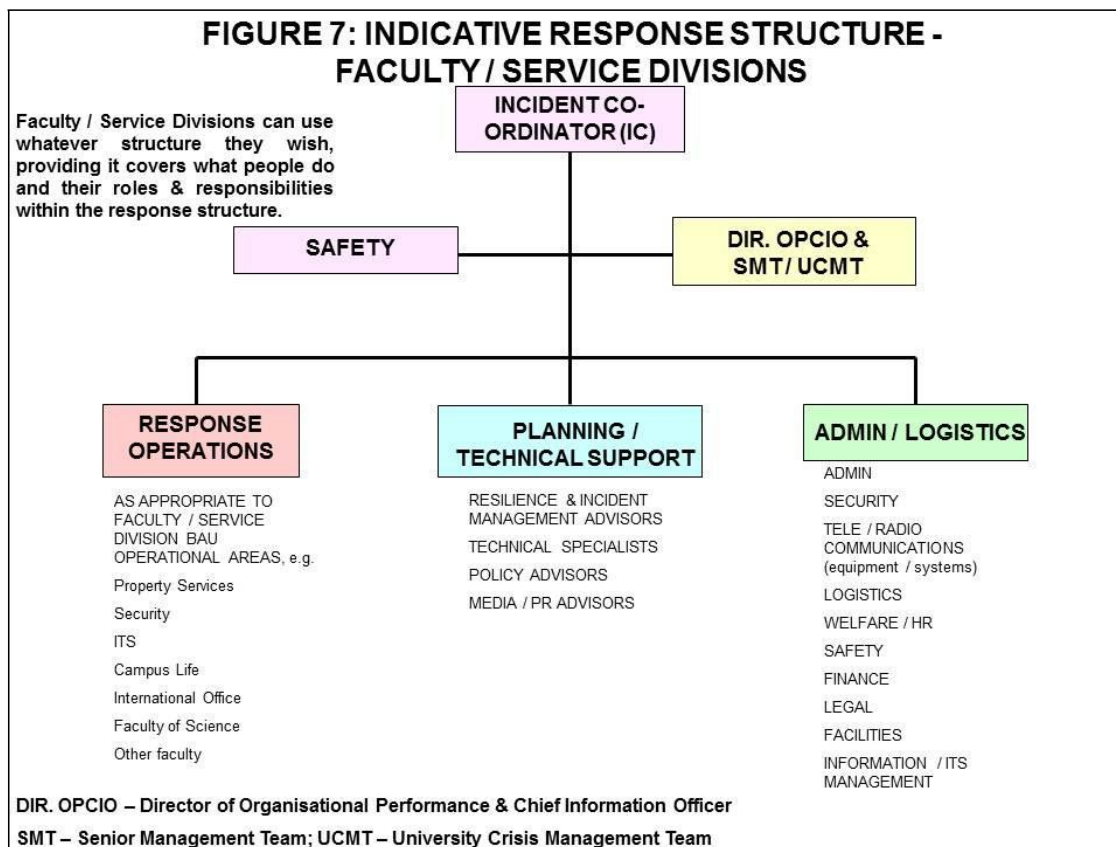 FIGURE 7: INDICATIVE RESPONSE STRUCTURE -
FACULTY / SERVICE DIVISIONS
Faculty / Service Divisions can use
whatever structure they wish,
providing it covers what people do
and their roles & responsibilities
within the response structure.
INCIDENT CO-
ORDINATOR (IC)
SAFETY
DIR. OPCIO &
SMT/ UCMT
RESPONSE
OPERATIONS
AS APPROPRIATE TO
FACULTY / SERVICE
DIVISION BAU
OPERATIONAL AREAS, e.g.
Property Services
Security
ITS
Campus Life
International Office
Faculty of Science
Other faculty
PLANNING /
TECHNICAL SUPPORT
RESILIENCE & INCIDENT
MANAGEMENT ADVISORS
TECHNICAL SPECIALISTS
POLICY ADVISORS
MEDIA / PR ADVISORS
ADMIN / LOGISTICS
ADMIN
SECURITY
TELE / RADIO
COMMUNICATIONS
(equipment / systems)
LOGISTICS
WELFARE / HR
SAFETY
FINANCE
LEGAL
FACILITIES
INFORMATION / ITS
MANAGEMENT
DIR. OPCIO – Director of Organisational Performance & Chief Information Officer
SMT – Senior Management Team; UCMT – University Crisis Management Team